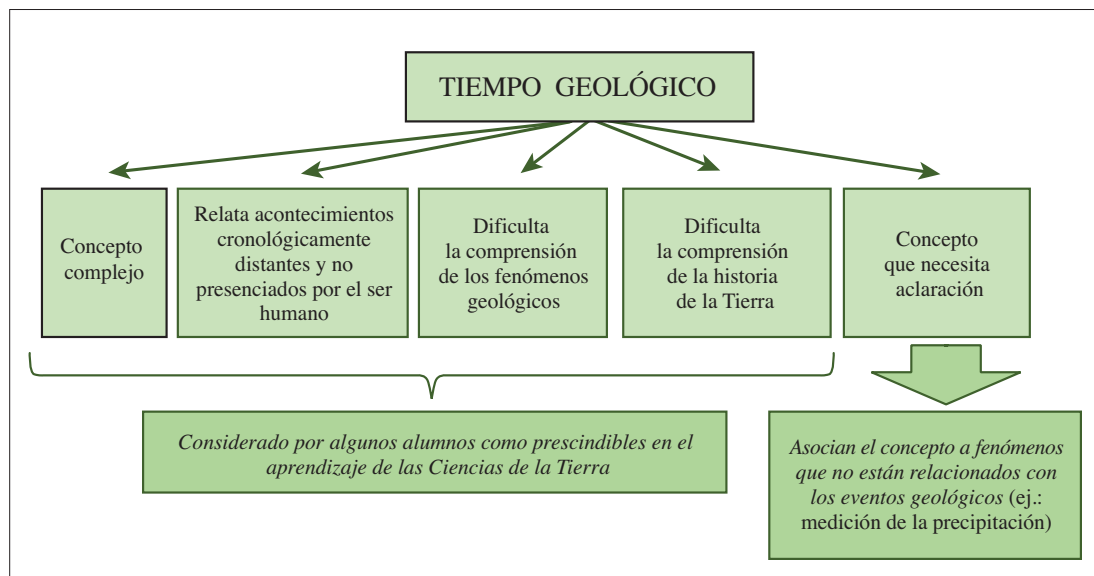 TIEMPO GEOLÓGICO
Concepto
complejo
Relata acontecimientos
cronológicamente
distantes y no
presenciados por el ser
humano
Dificulta
la comprensión
de los fenómenos
geológicos
Dificulta
la comprensión
de la historia
de la Tierra
Concepto
que necesita
aclaración
Considerado por algunos alumnos como prescindibles en el
aprendizaje de las Ciencias de la Tierra
Asocian el concepto a fenómenos
que no están relacionados con
los eventos geológicos (ej.:
medición de la precipitación)